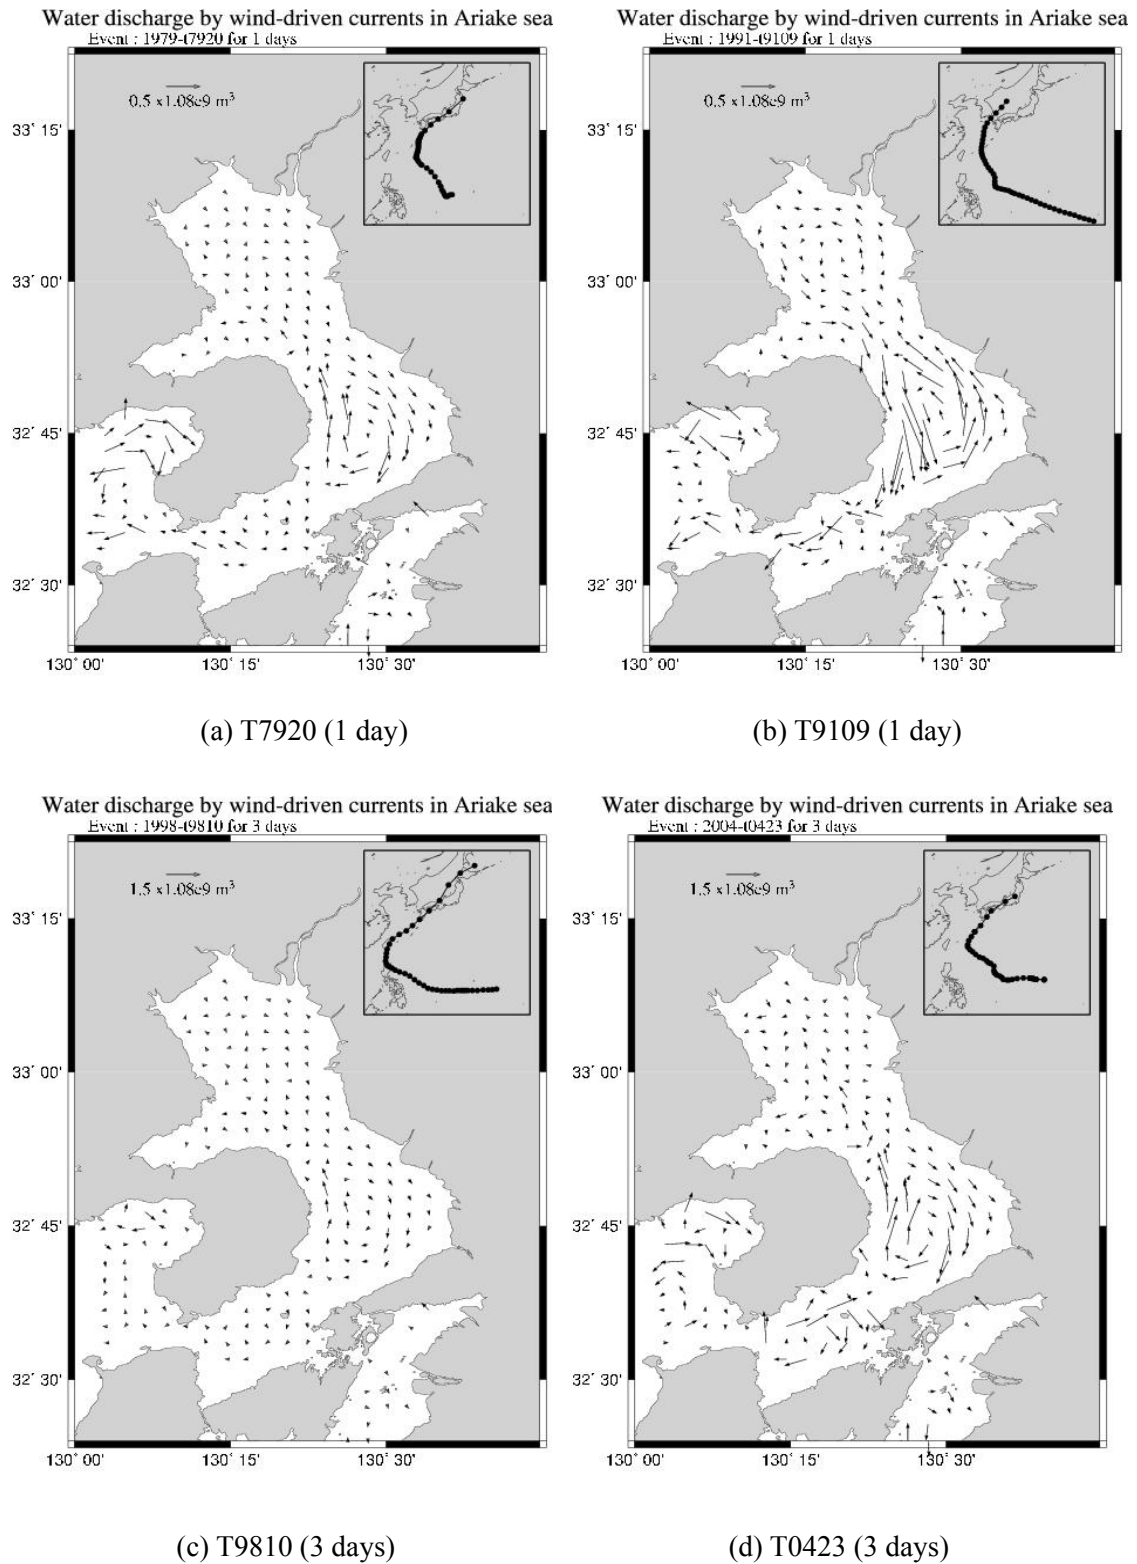 Water discharge by wind-driven currents in Ariake sea
Event : 1979-t7920 for 1 days
0.5 x1.08e9 m³
33° 15'
33° 00'
32° 45'
32° 30'
130° 00'
130° 15'
130° 30'
(a) T7920 (1 day)
Water discharge by wind-driven currents in Ariake sea
Event : 1991-t9109 for 1 days
0.5 x1.08e9 m³
33° 15'
33° 00'
32° 45'
32° 30'
130° 00'
130° 15'
130° 30'
(b) T9109 (1 day)
Water discharge by wind-driven currents in Ariake sea
Event : 1998-t9810 for 3 days
1.5 x1.08e9 m³
33° 15'
33° 00'
32° 45'
32° 30'
130° 00'
130° 15'
130° 30'
(c) T9810 (3 days)
Water discharge by wind-driven currents in Ariake sea
Event : 2004-t0423 for 3 days
1.5 x1.08e9 m³
33° 15'
33° 00'
32° 45'
32° 30'
130° 00'
130° 15'
130° 30'
(d) T0423 (3 days)